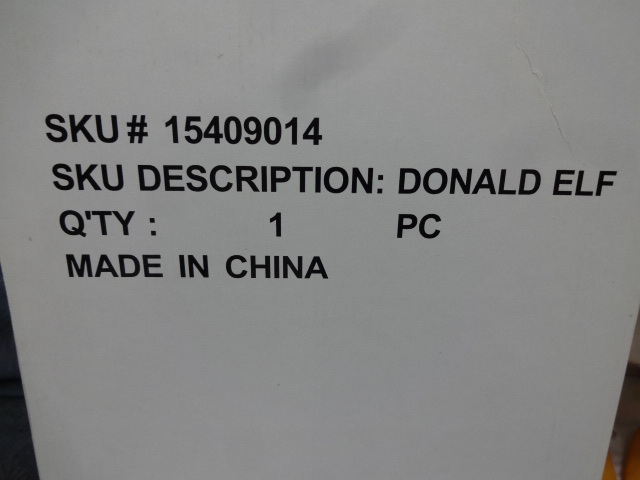 SKU# 15409014
SKU DESCRIPTION: DONALD ELF
Q'TY : 1 PC
MADE IN CHINA